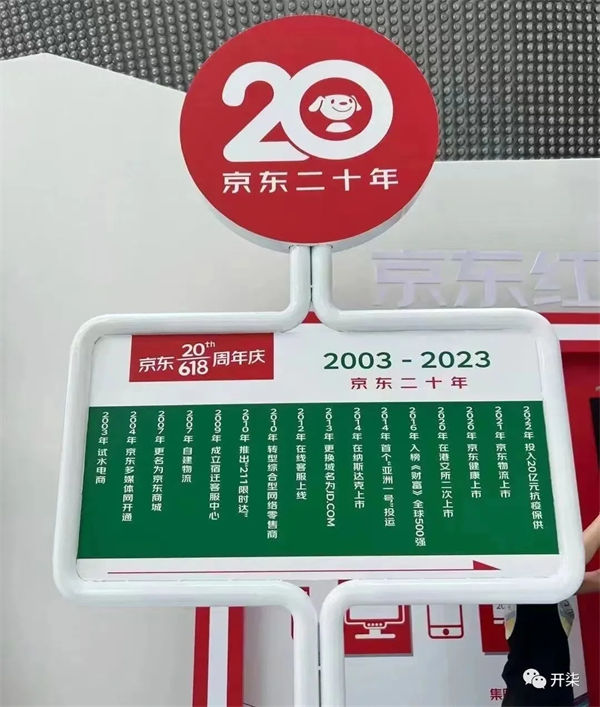 20
京东二十年
京东红
京东 20th 618 周年庆
2003 - 2023
京东二十年
2003年 试水电商
2004年 京东多媒体网开通
2007年 更名为京东商城
2007年 自建物流
2009年 成立宿迁客服中心
2010年 推出“211限时达”
2010年 转型综合型网络零售商
2012年 在线客服上线
2013年 更换域名为JD.COM
2014年 在纳斯达克上市
2014年 首个“亚洲一号”投运
2016年 入榜《财富》全球500强
2020年 在港交所二次上市
2020年 京东健康上市
2021年 京东物流上市
2022年 投入20亿元抗疫保供
开柒